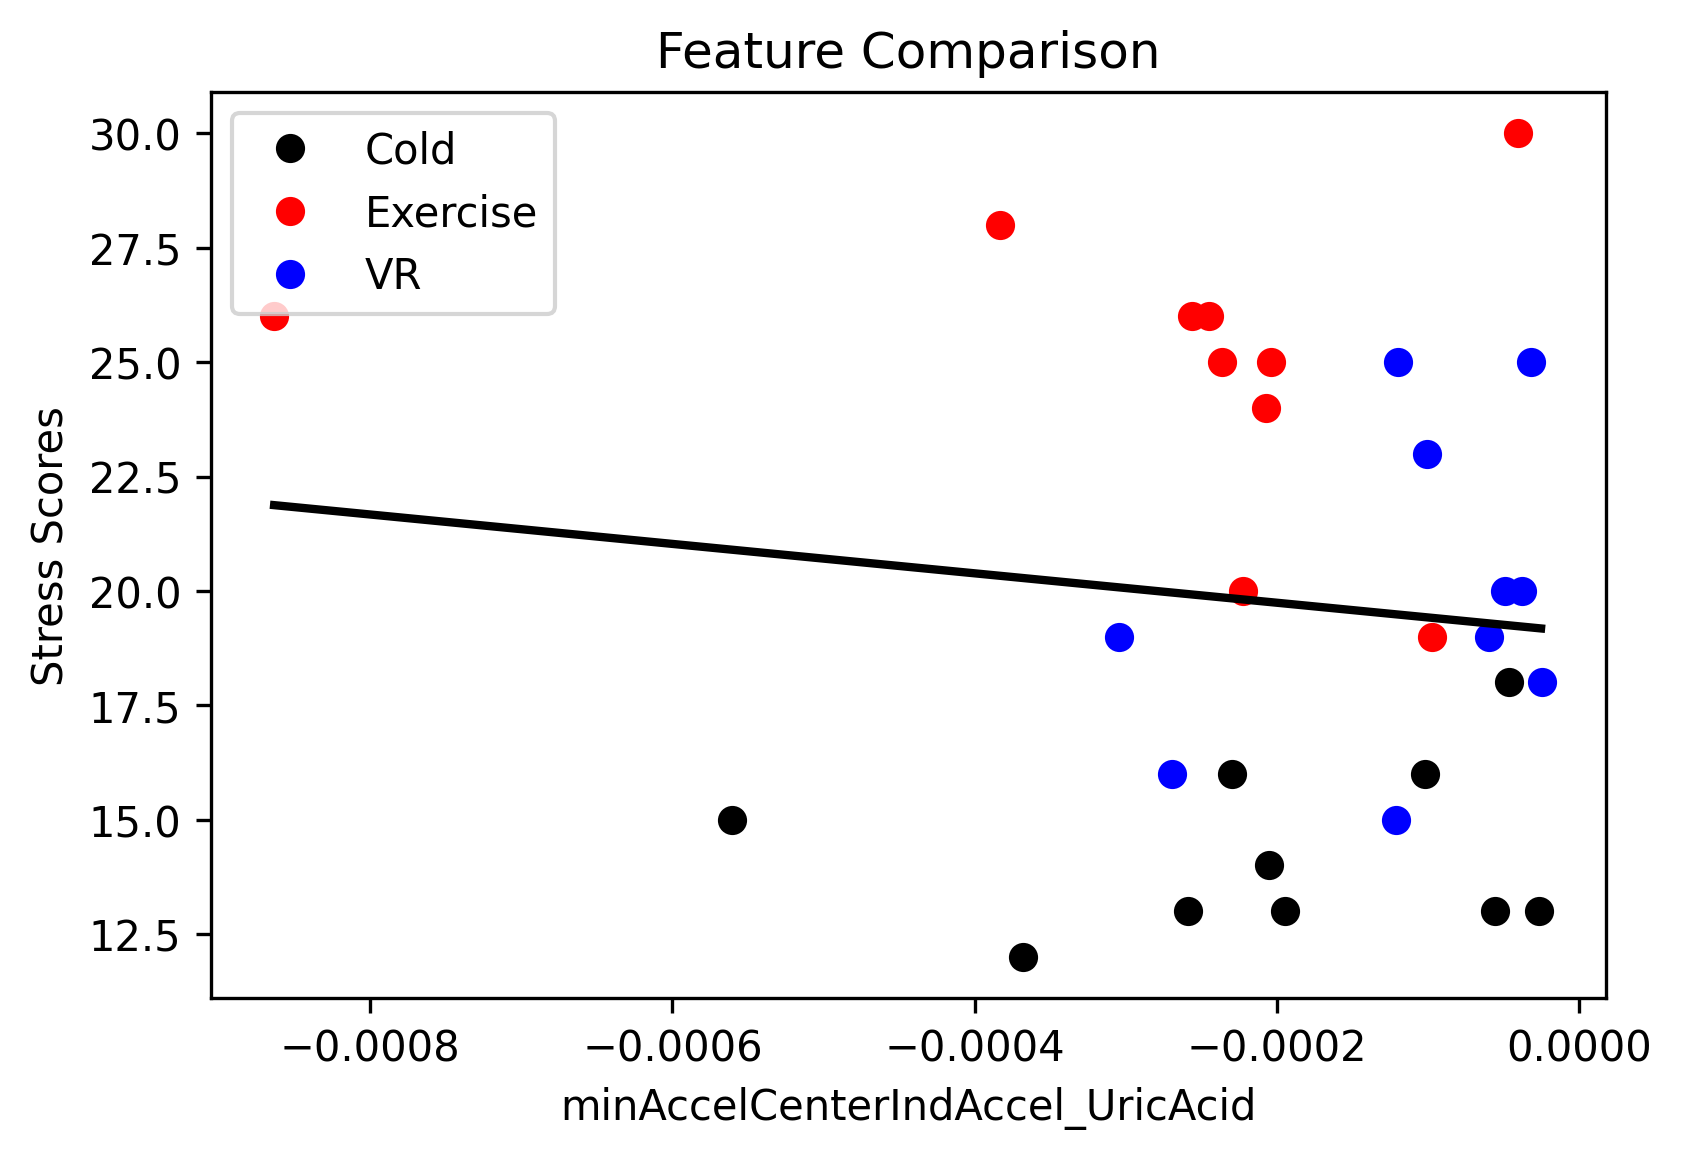 Feature Comparison
Cold
Exercise
VR
30.0
27.5
25.0
22.5
20.0
17.5
15.0
12.5
Stress Scores
−0.0008 −0.0006 −0.0004 −0.0002 0.0000
minAccelCenterIndAccel_UricAcid